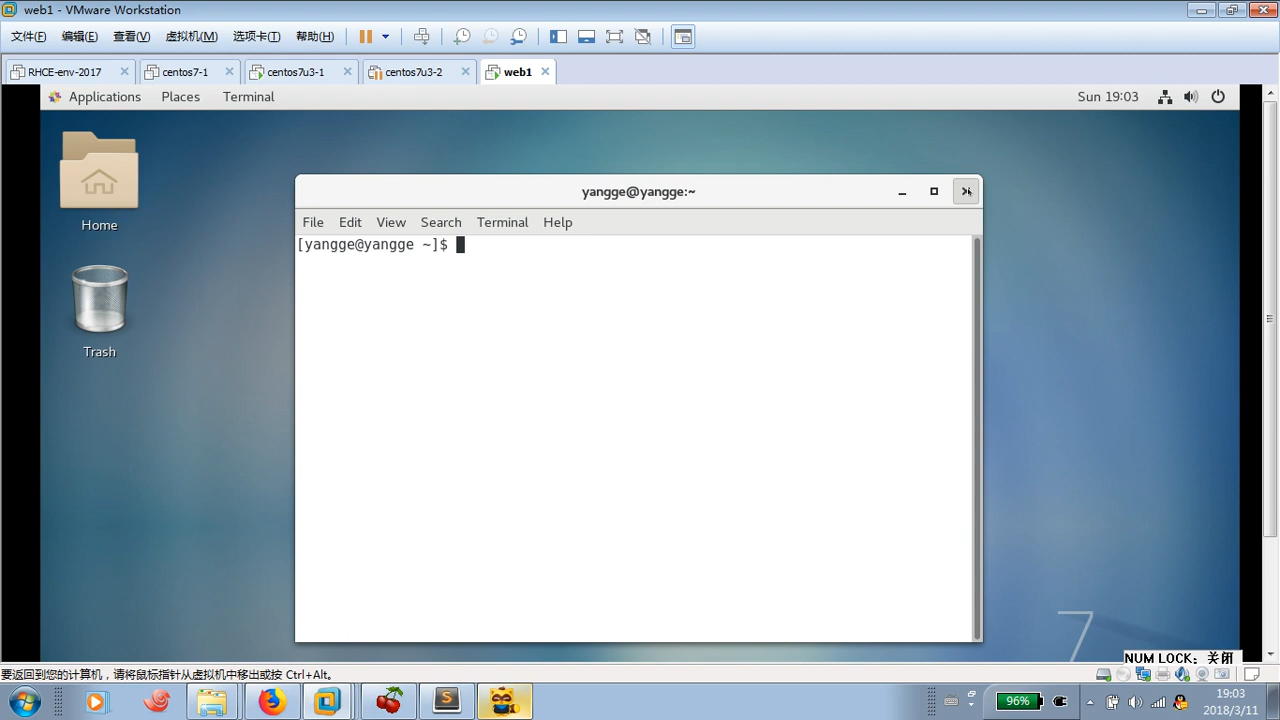 web1 - VMware Workstation
文件(F) 编辑(E) 查看(V) 虚拟机(M) 选项卡(T) 帮助(H)
RHCE-env-2017 centos7-1 centos7u3-1 centos7u3-2 web1
Applications Places Terminal Sun 19:03
yangge@yangge:~
File Edit View Search Terminal Help
[yangge@yangge ~]$
Home
Trash
7
NUM LOCK: 关闭
要返回到您的计算机，请将鼠标指针从虚拟机中移出或按 Ctrl+Alt。
S 96% 19:03
2018/3/11